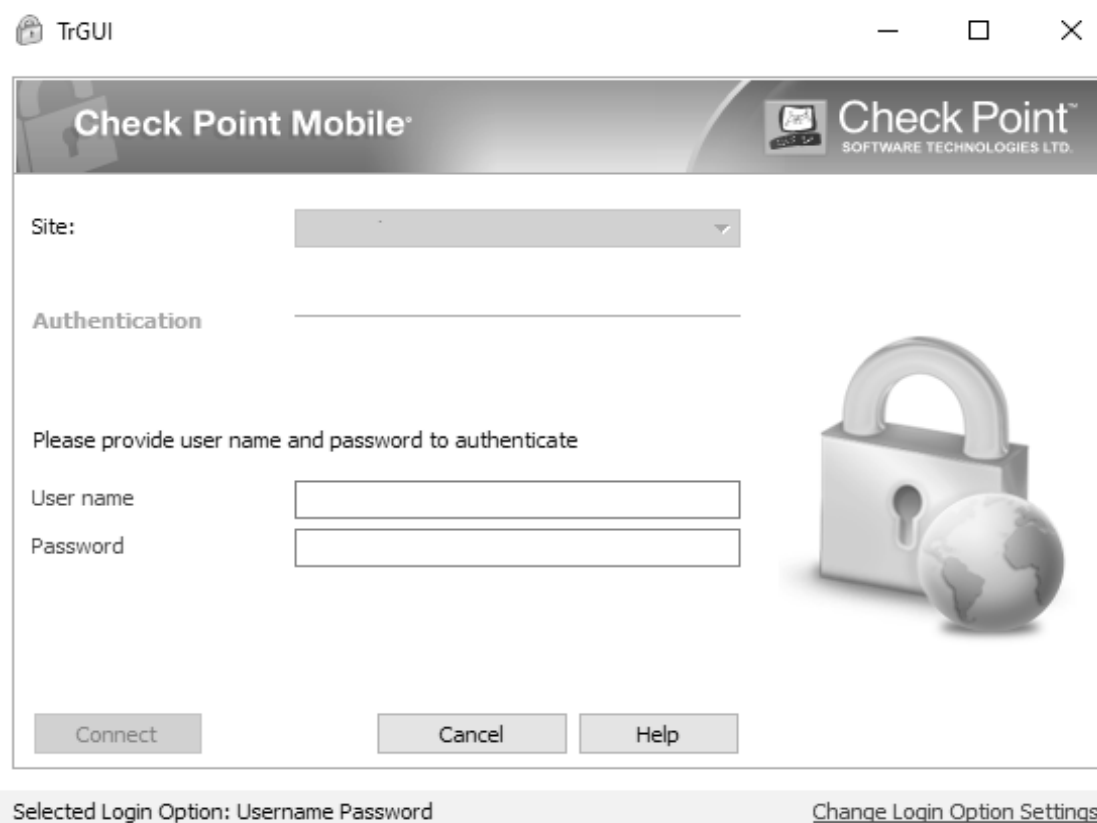 TrGUI
Check Point Mobile
Check Point™
SOFTWARE TECHNOLOGIES LTD.
Site:
Authentication
Please provide user name and password to authenticate
User name
Password
Connect
Cancel
Help
Selected Login Option: Username Password
Change Login Option Settings